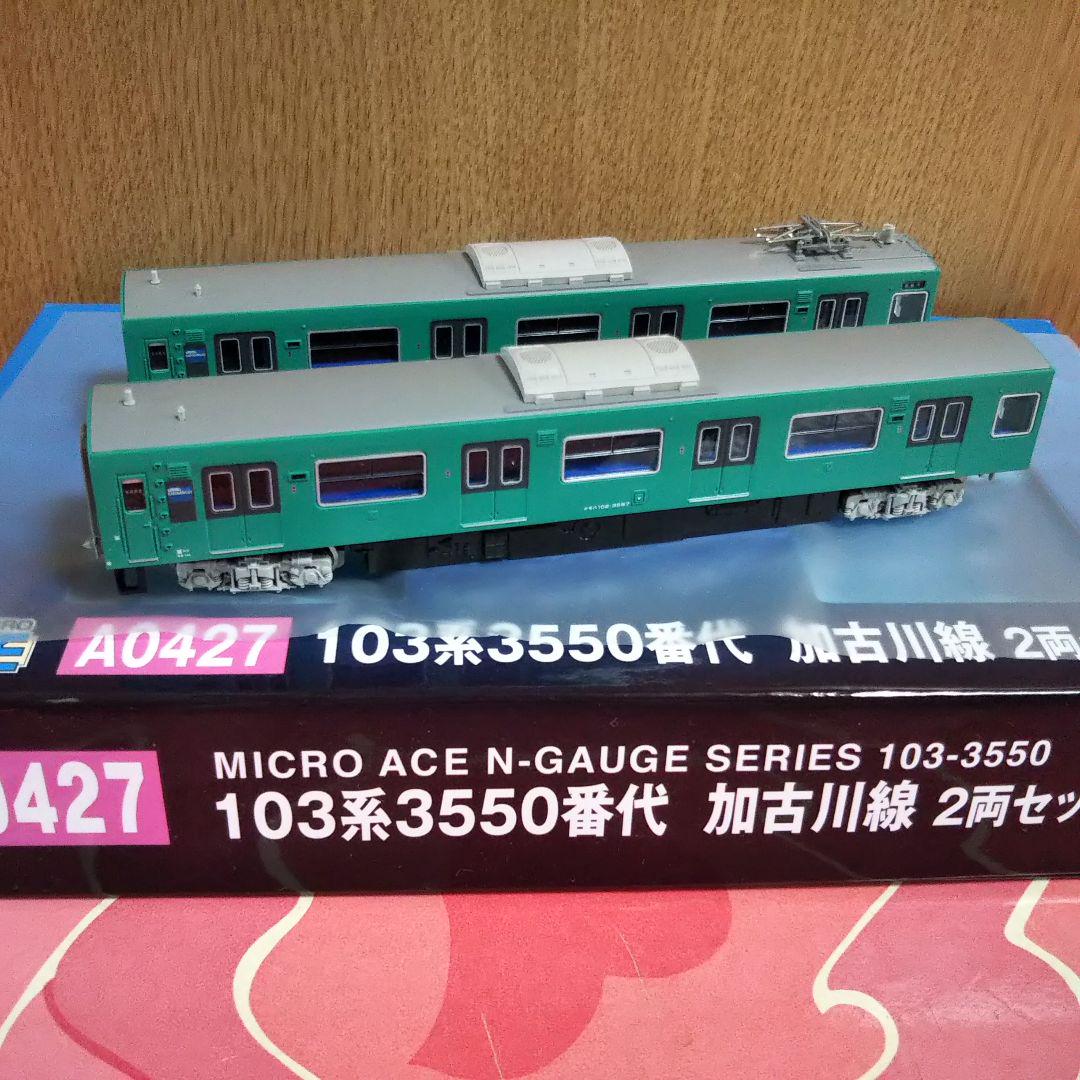 A0427 103系3550番代 加古川線 2両
0427 MICRO ACE N-GAUGE SERIES 103-3550
103系3550番代 加古川線 2両セッ